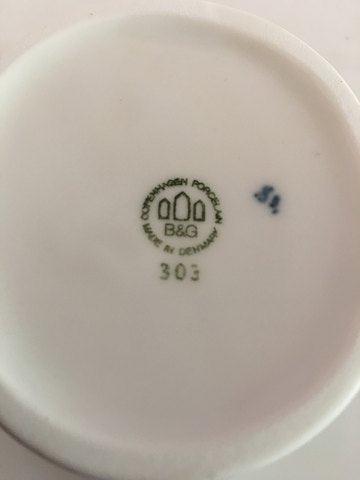 COPENHAGEN PORCELAIN
B&G
MADE IN DENMARK
303